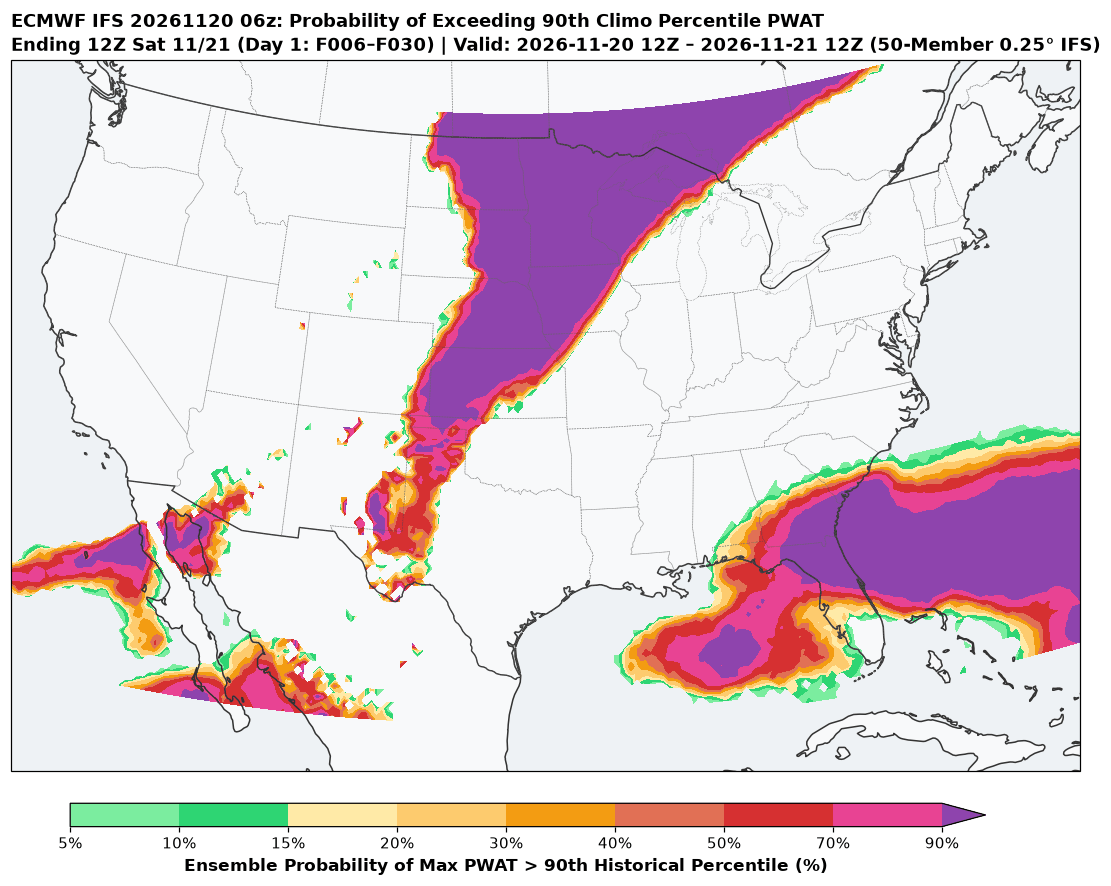 ECMWF IFS 20261120 06z: Probability of Exceeding 90th Climo Percentile PWAT
Ending 12Z Sat 11/21 (Day 1: F006–F030) | Valid: 2026-11-20 12Z – 2026-11-21 12Z (50-Member 0.25° IFS)
5% 10% 15% 20% 30% 40% 50% 70% 90%
Ensemble Probability of Max PWAT > 90th Historical Percentile (%)